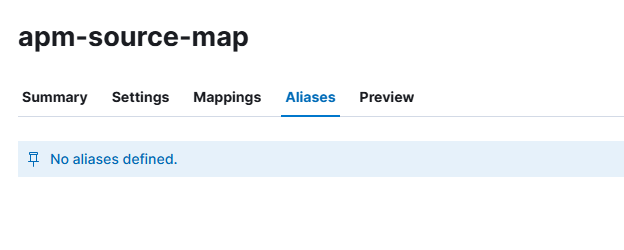 apm-source-map
Summary Settings Mappings Aliases Preview
No aliases defined.